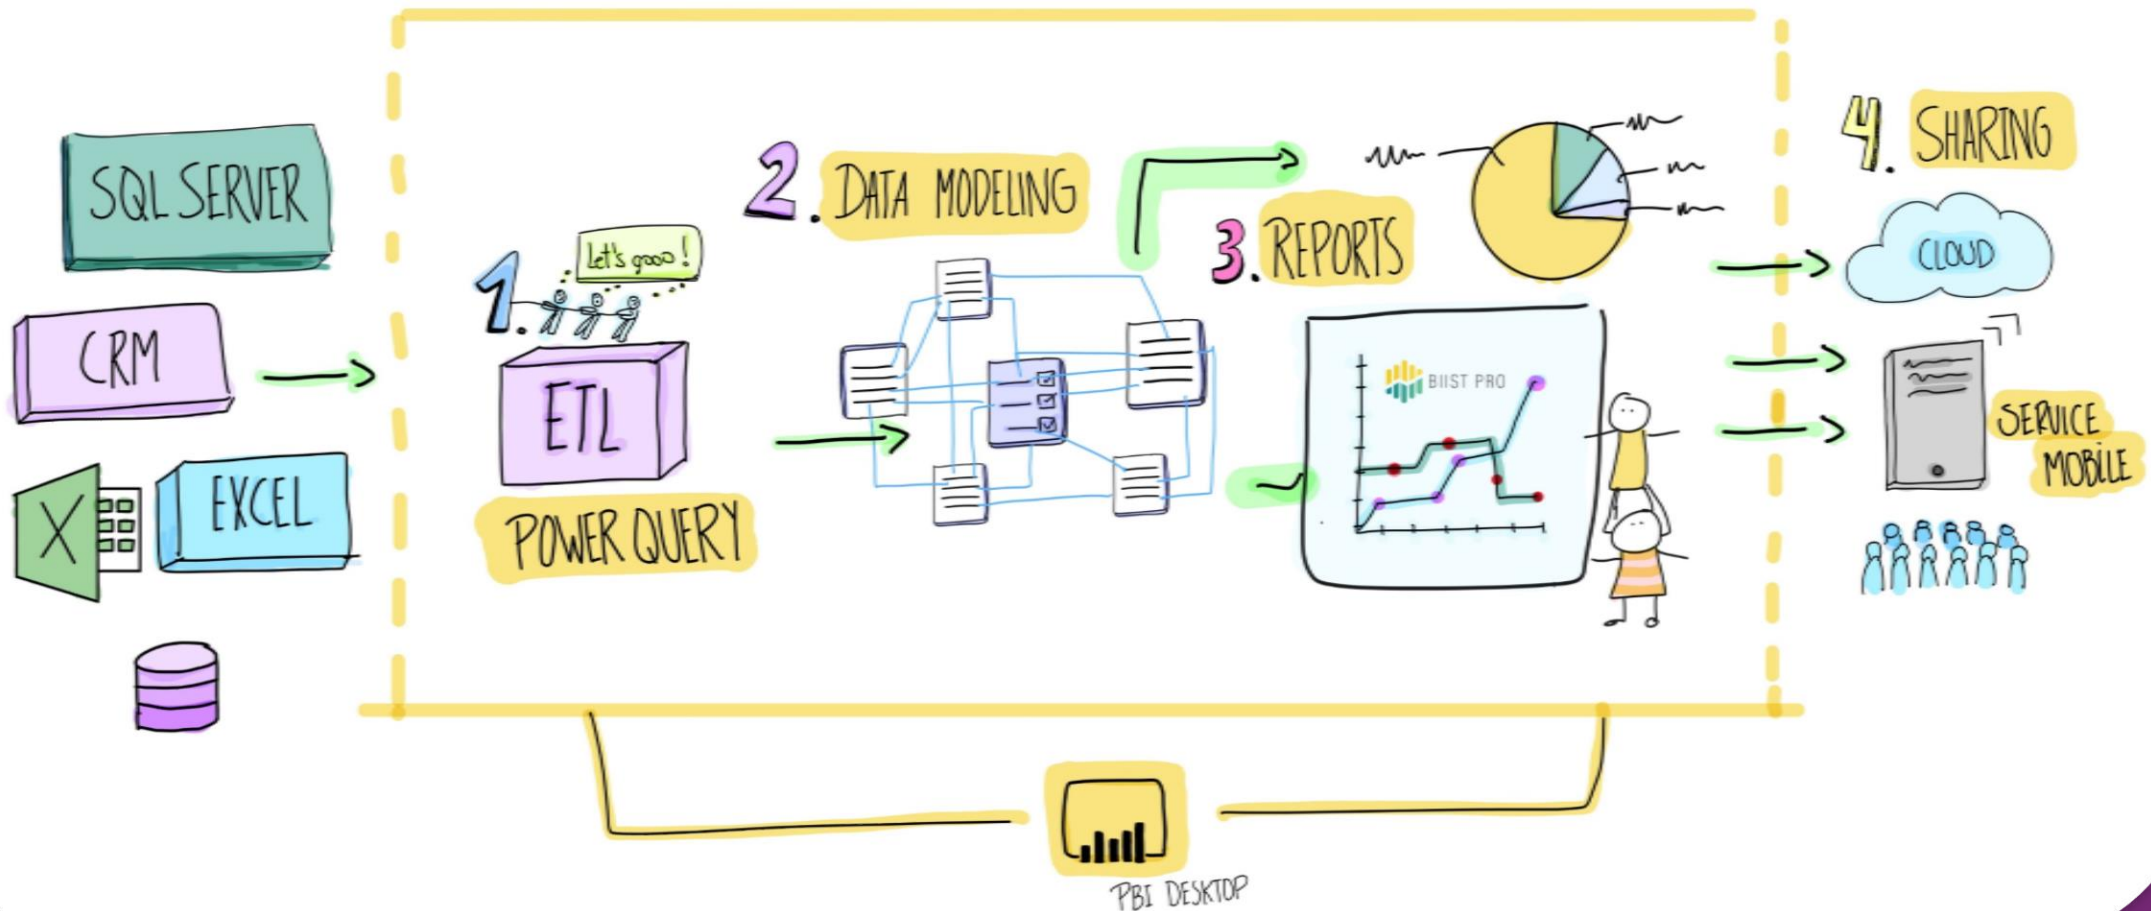 SQL SERVER
CRM
EXCEL
X
1.
Let's gooo!
ETL
POWER QUERY
2. DATA MODELING
3. REPORTS
BIIST PRO
4. SHARING
CLOUD
SERVICE
MOBILE
PBI DESKTOP